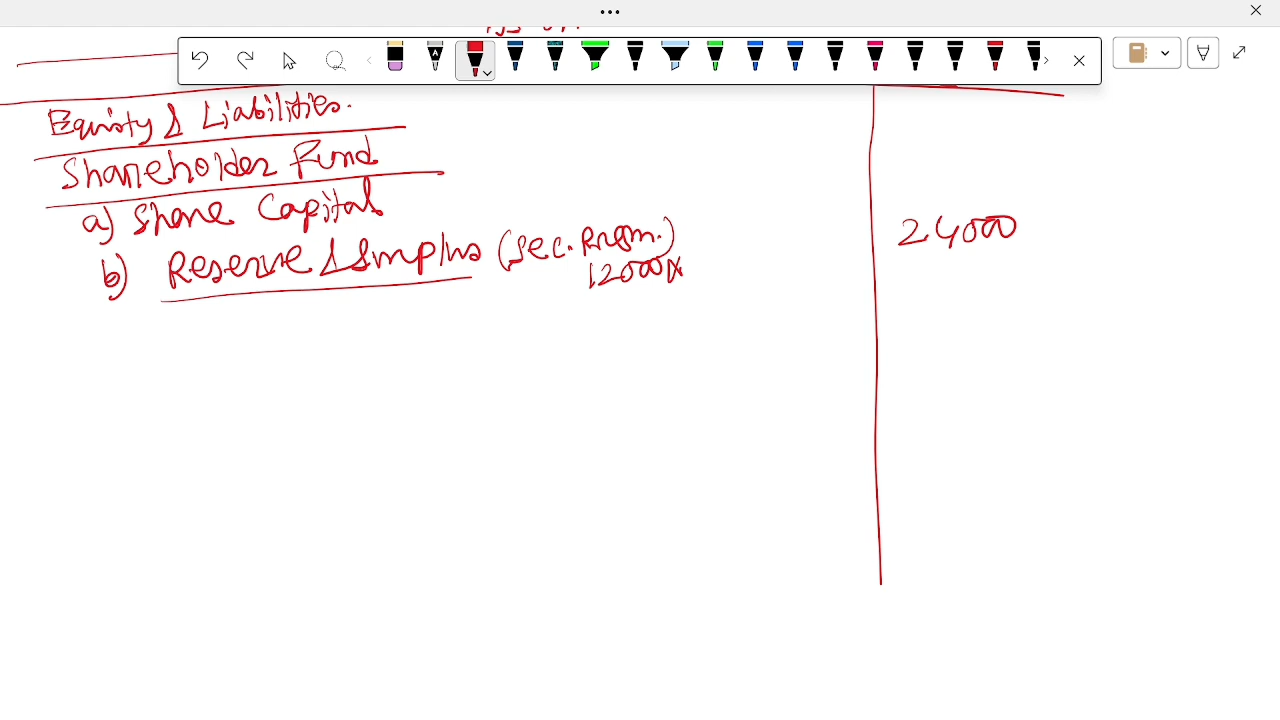 Equity & Liabilities.
Shareholder Fund
a) Share Capital
24000
b) Reserve & Surplus (Sec. Prem.)
12000